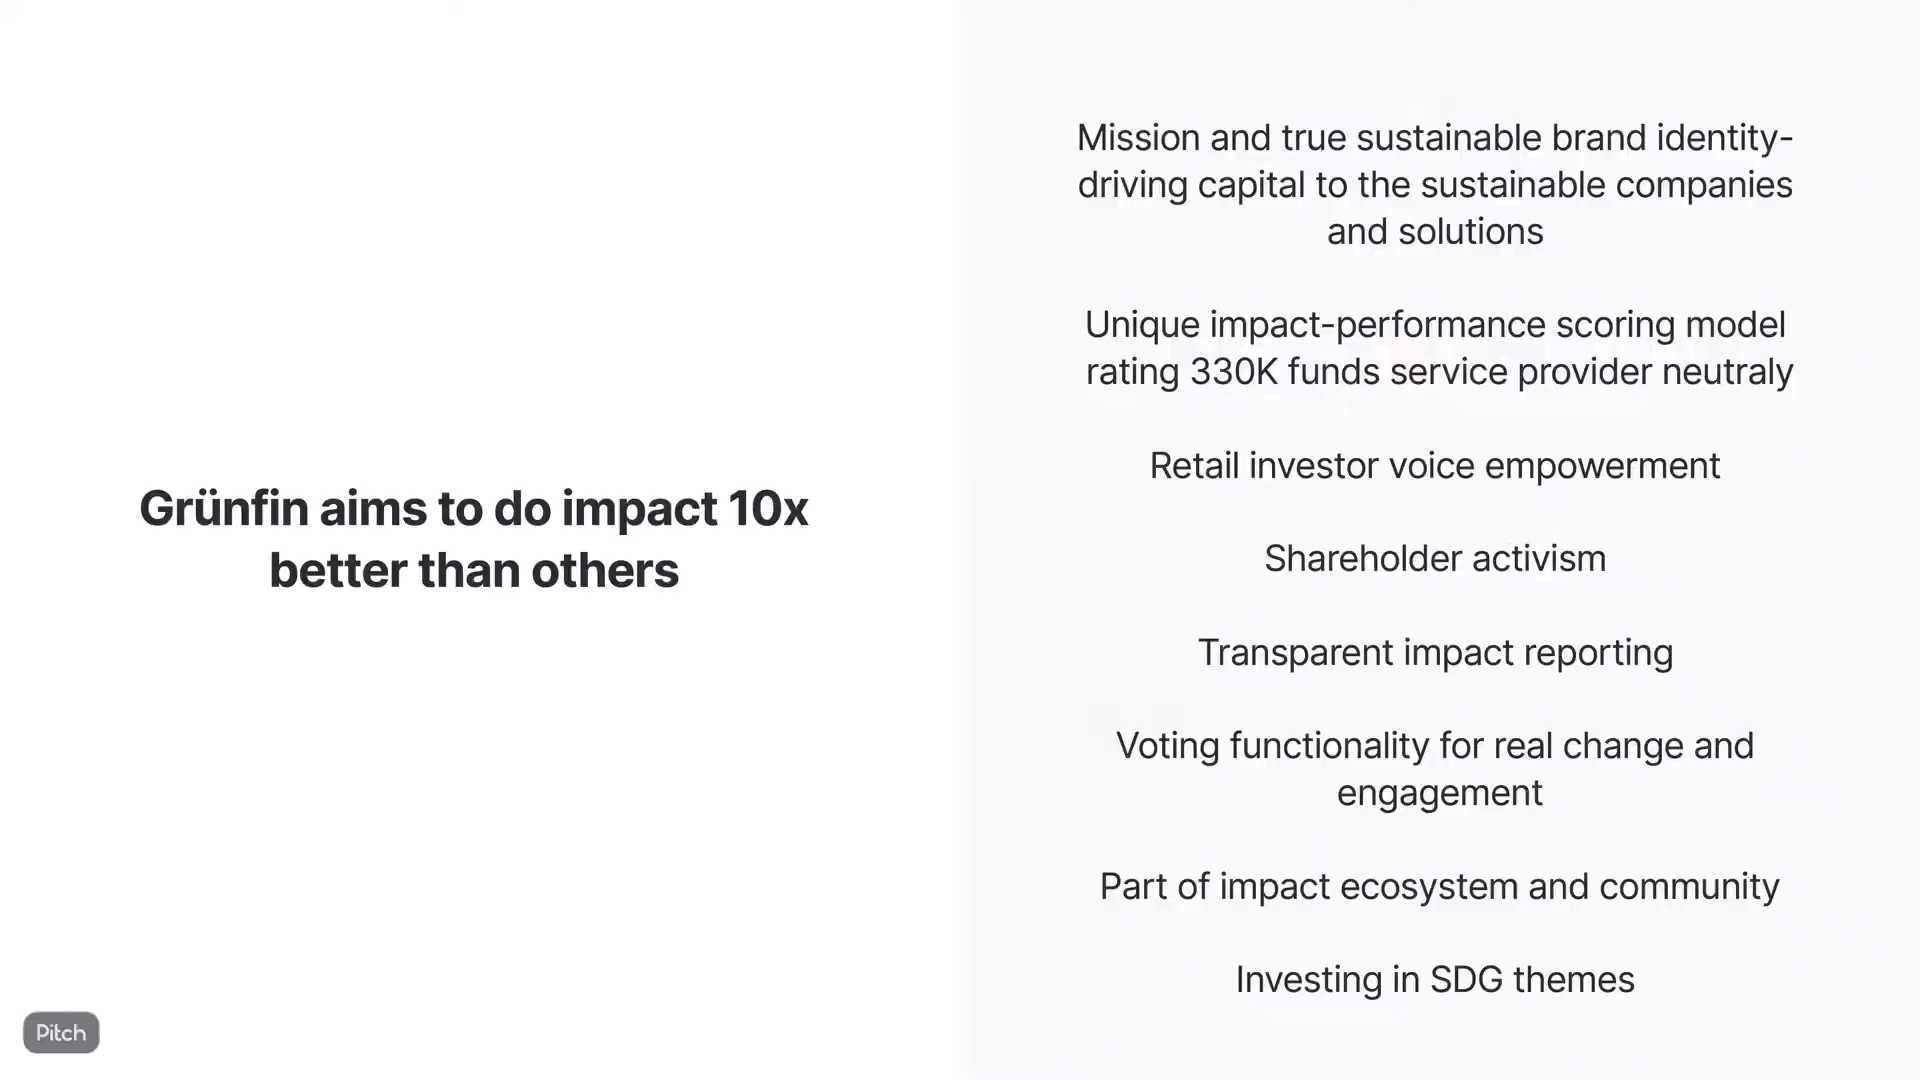 Grünfin aims to do impact 10x
better than others
Mission and true sustainable brand identity-
driving capital to the sustainable companies
and solutions
Unique impact-performance scoring model
rating 330K funds service provider neutraly
Retail investor voice empowerment
Shareholder activism
Transparent impact reporting
Voting functionality for real change and
engagement
Part of impact ecosystem and community
Investing in SDG themes
Pitch